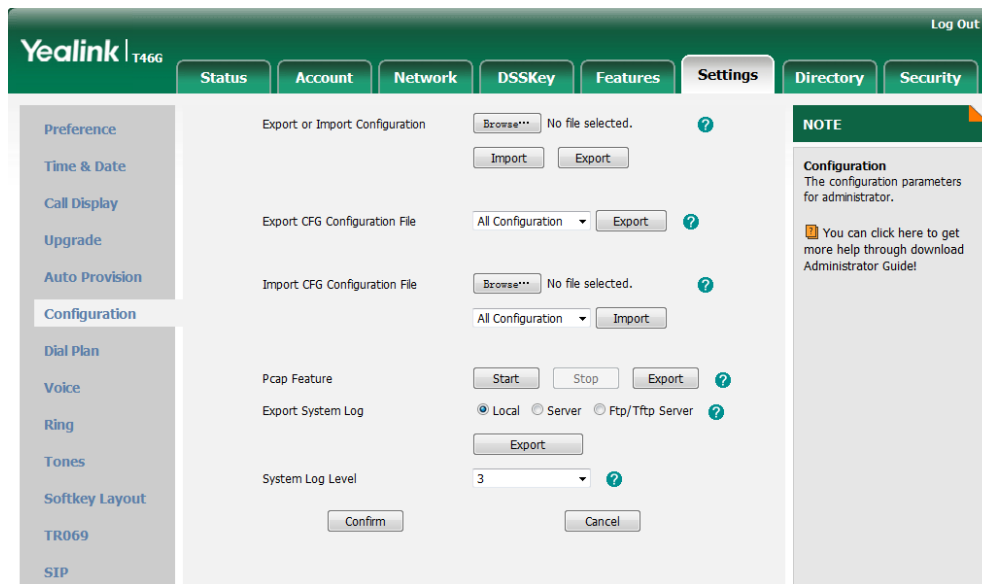 Log Out
Yealink T46G
Status Account Network DSSKey Features Settings Directory Security
Preference
Time & Date
Call Display
Upgrade
Auto Provision
Configuration
Dial Plan
Voice
Ring
Tones
Softkey Layout
TR069
SIP
Export or Import Configuration Browse··· No file selected. ?
Import Export
Export CFG Configuration File All Configuration Export ?
Import CFG Configuration File Browse··· No file selected. ?
All Configuration Import
Pcap Feature Start Stop Export ?
Export System Log Local Server Ftp/Tftp Server ?
Export
System Log Level 3 ?
Confirm Cancel
NOTE
Configuration
The configuration parameters
for administrator.
? You can click here to get
more help through download
Administrator Guide!